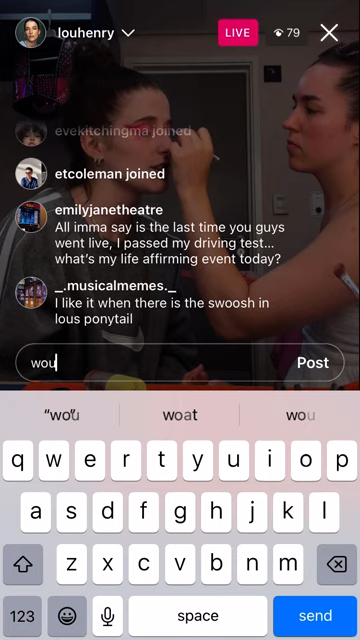 louhenry
LIVE
79
evekitchingma joined
etcoleman joined
emilyjanetheatre
All imma say is the last time you guys
went live, I passed my driving test...
what's my life affirming event today?
_.musicalmemes._
I like it when there is the swoosh in
lous ponytail
wou
Post
“wou” woat wou
q w e r t y u i o p
a s d f g h j k l
z x c v b n m
123 space send